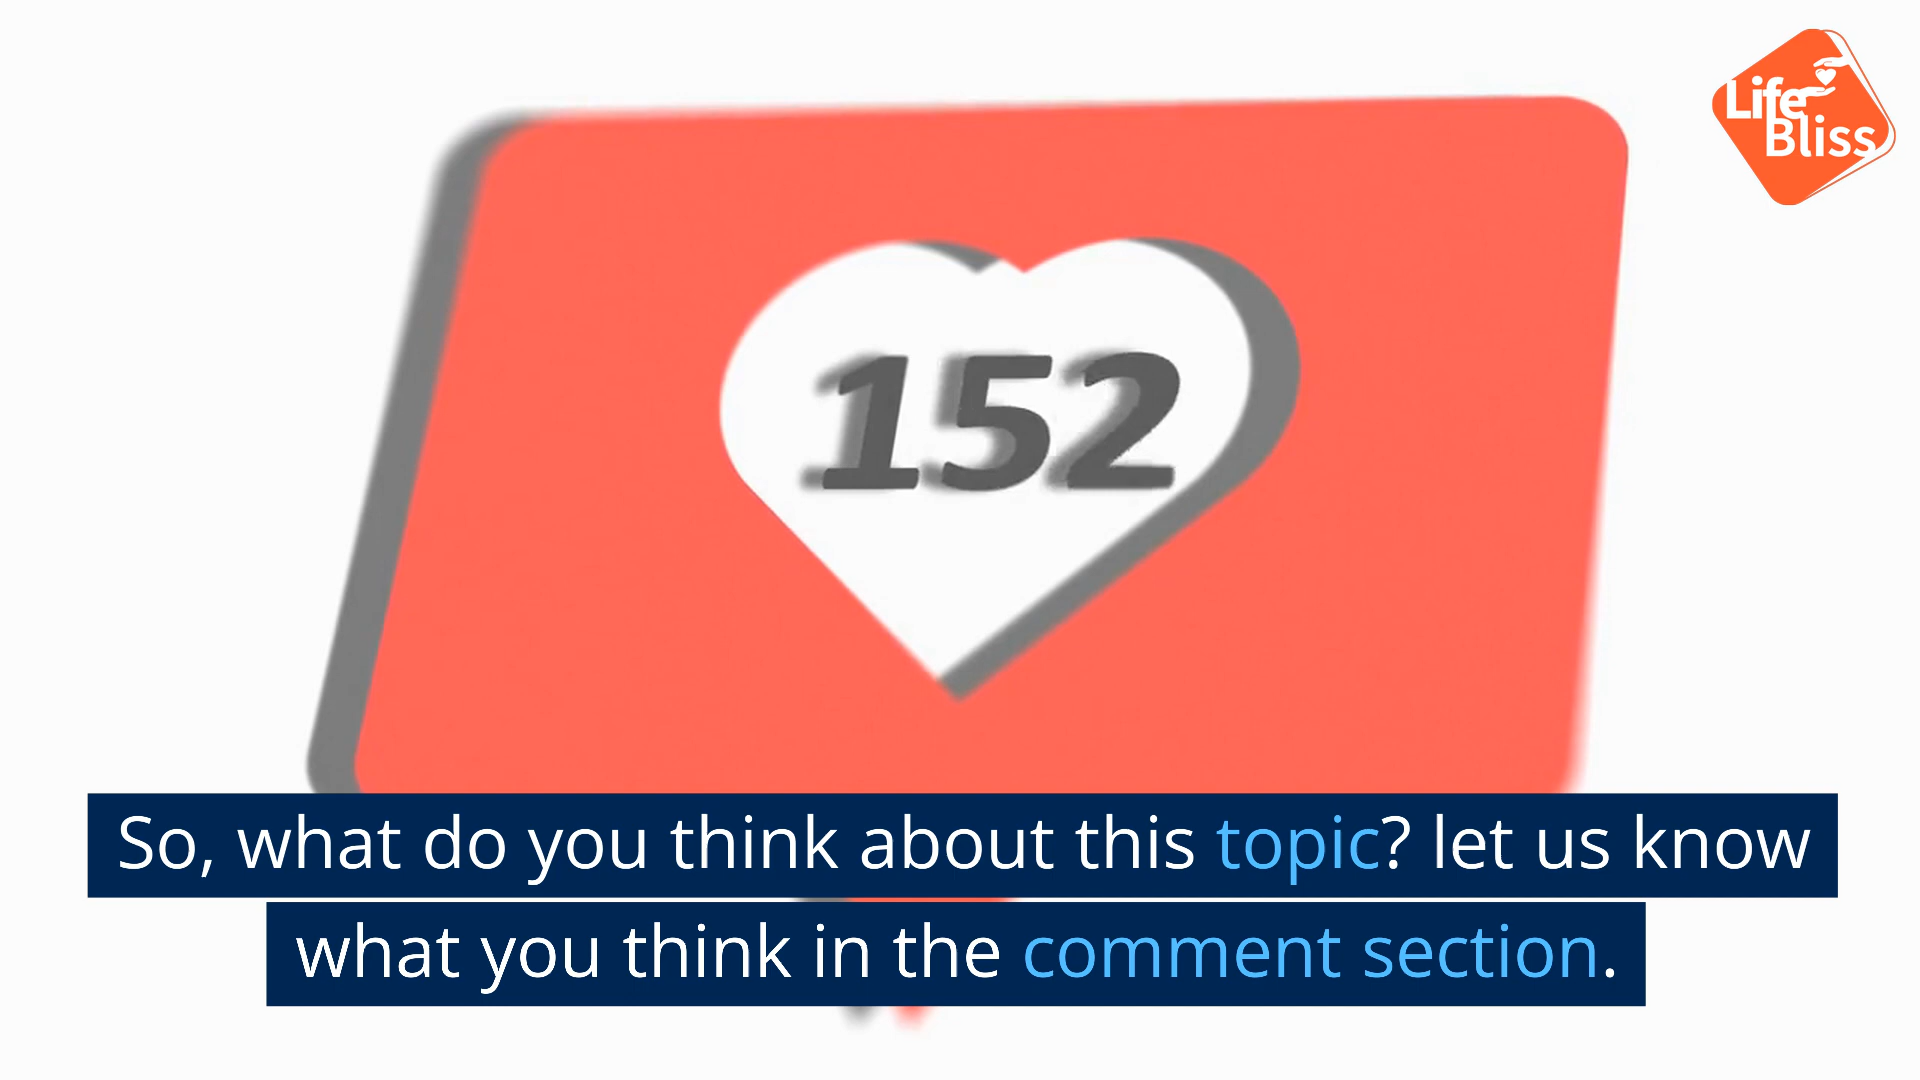 Life
Bliss
152
So, what do you think about this topic? let us know
what you think in the comment section.